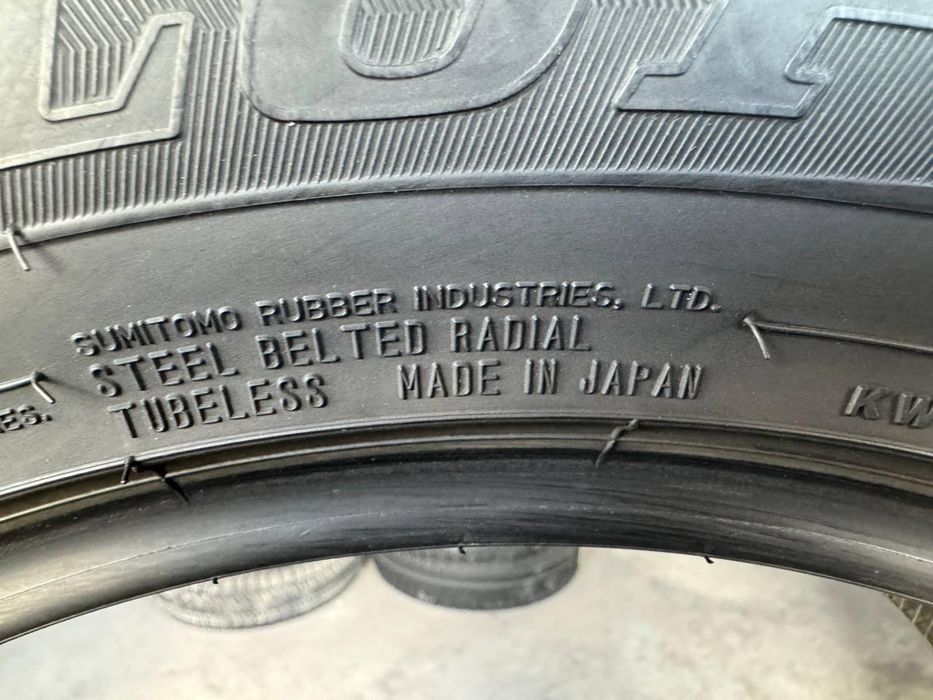 SUMITOMO RUBBER INDUSTRIES, LTD.
STEEL BELTED RADIAL
TUBELESS MADE IN JAPAN